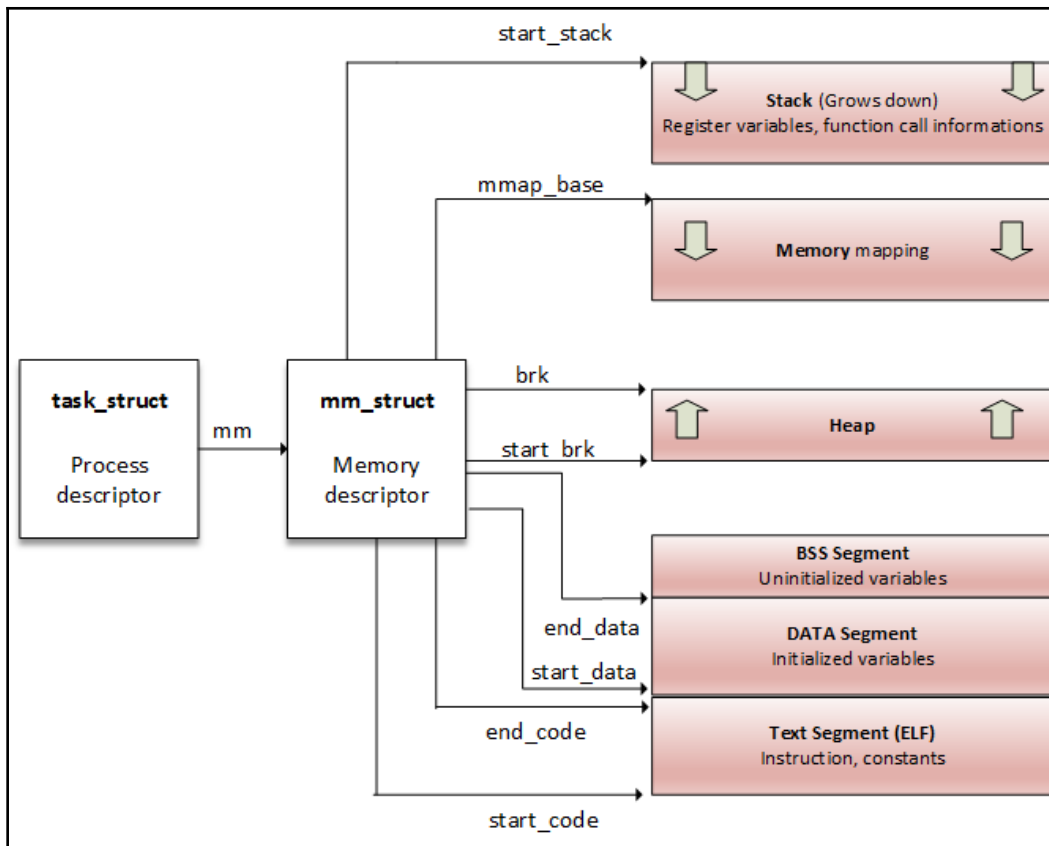 start_stack
Stack (Grows down)
Register variables, function call informations
mmap_base
Memory mapping
task_struct
Process
descriptor
mm
mm_struct
Memory
descriptor
brk
Heap
start_brk
BSS Segment
Uninitialized variables
end_data
DATA Segment
Initialized variables
start_data
end_code
Text Segment (ELF)
Instruction, constants
start_code